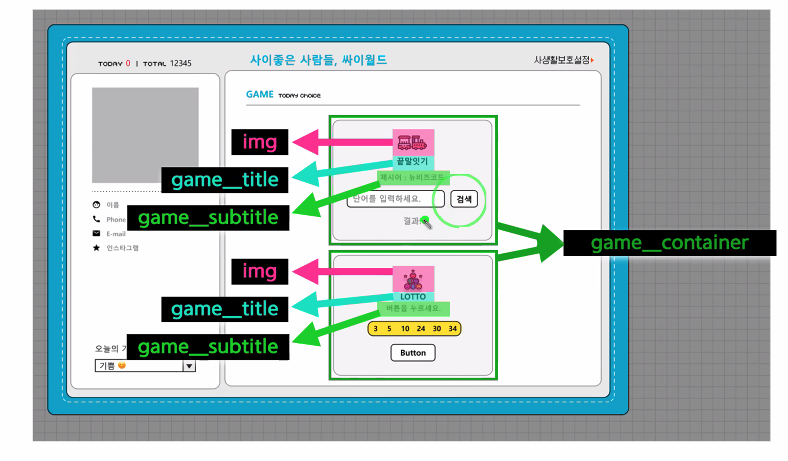 TODAY 0 | TOTAL 12345
사이좋은 사람들, 싸이월드
사생활보호설정
GAME TODAY CHOICE
img
끝말잇기
game__title
제시어 : 뉴비즈코드
이름
단어를 입력하세요.
검색
Phone
game__subtitle
결과
E-mail
인스타그램
game__container
img
game__title
LOTTO
버튼을 누르세요.
3 5 10 24 30 34
game__subtitle
오늘의
기쁨
Button